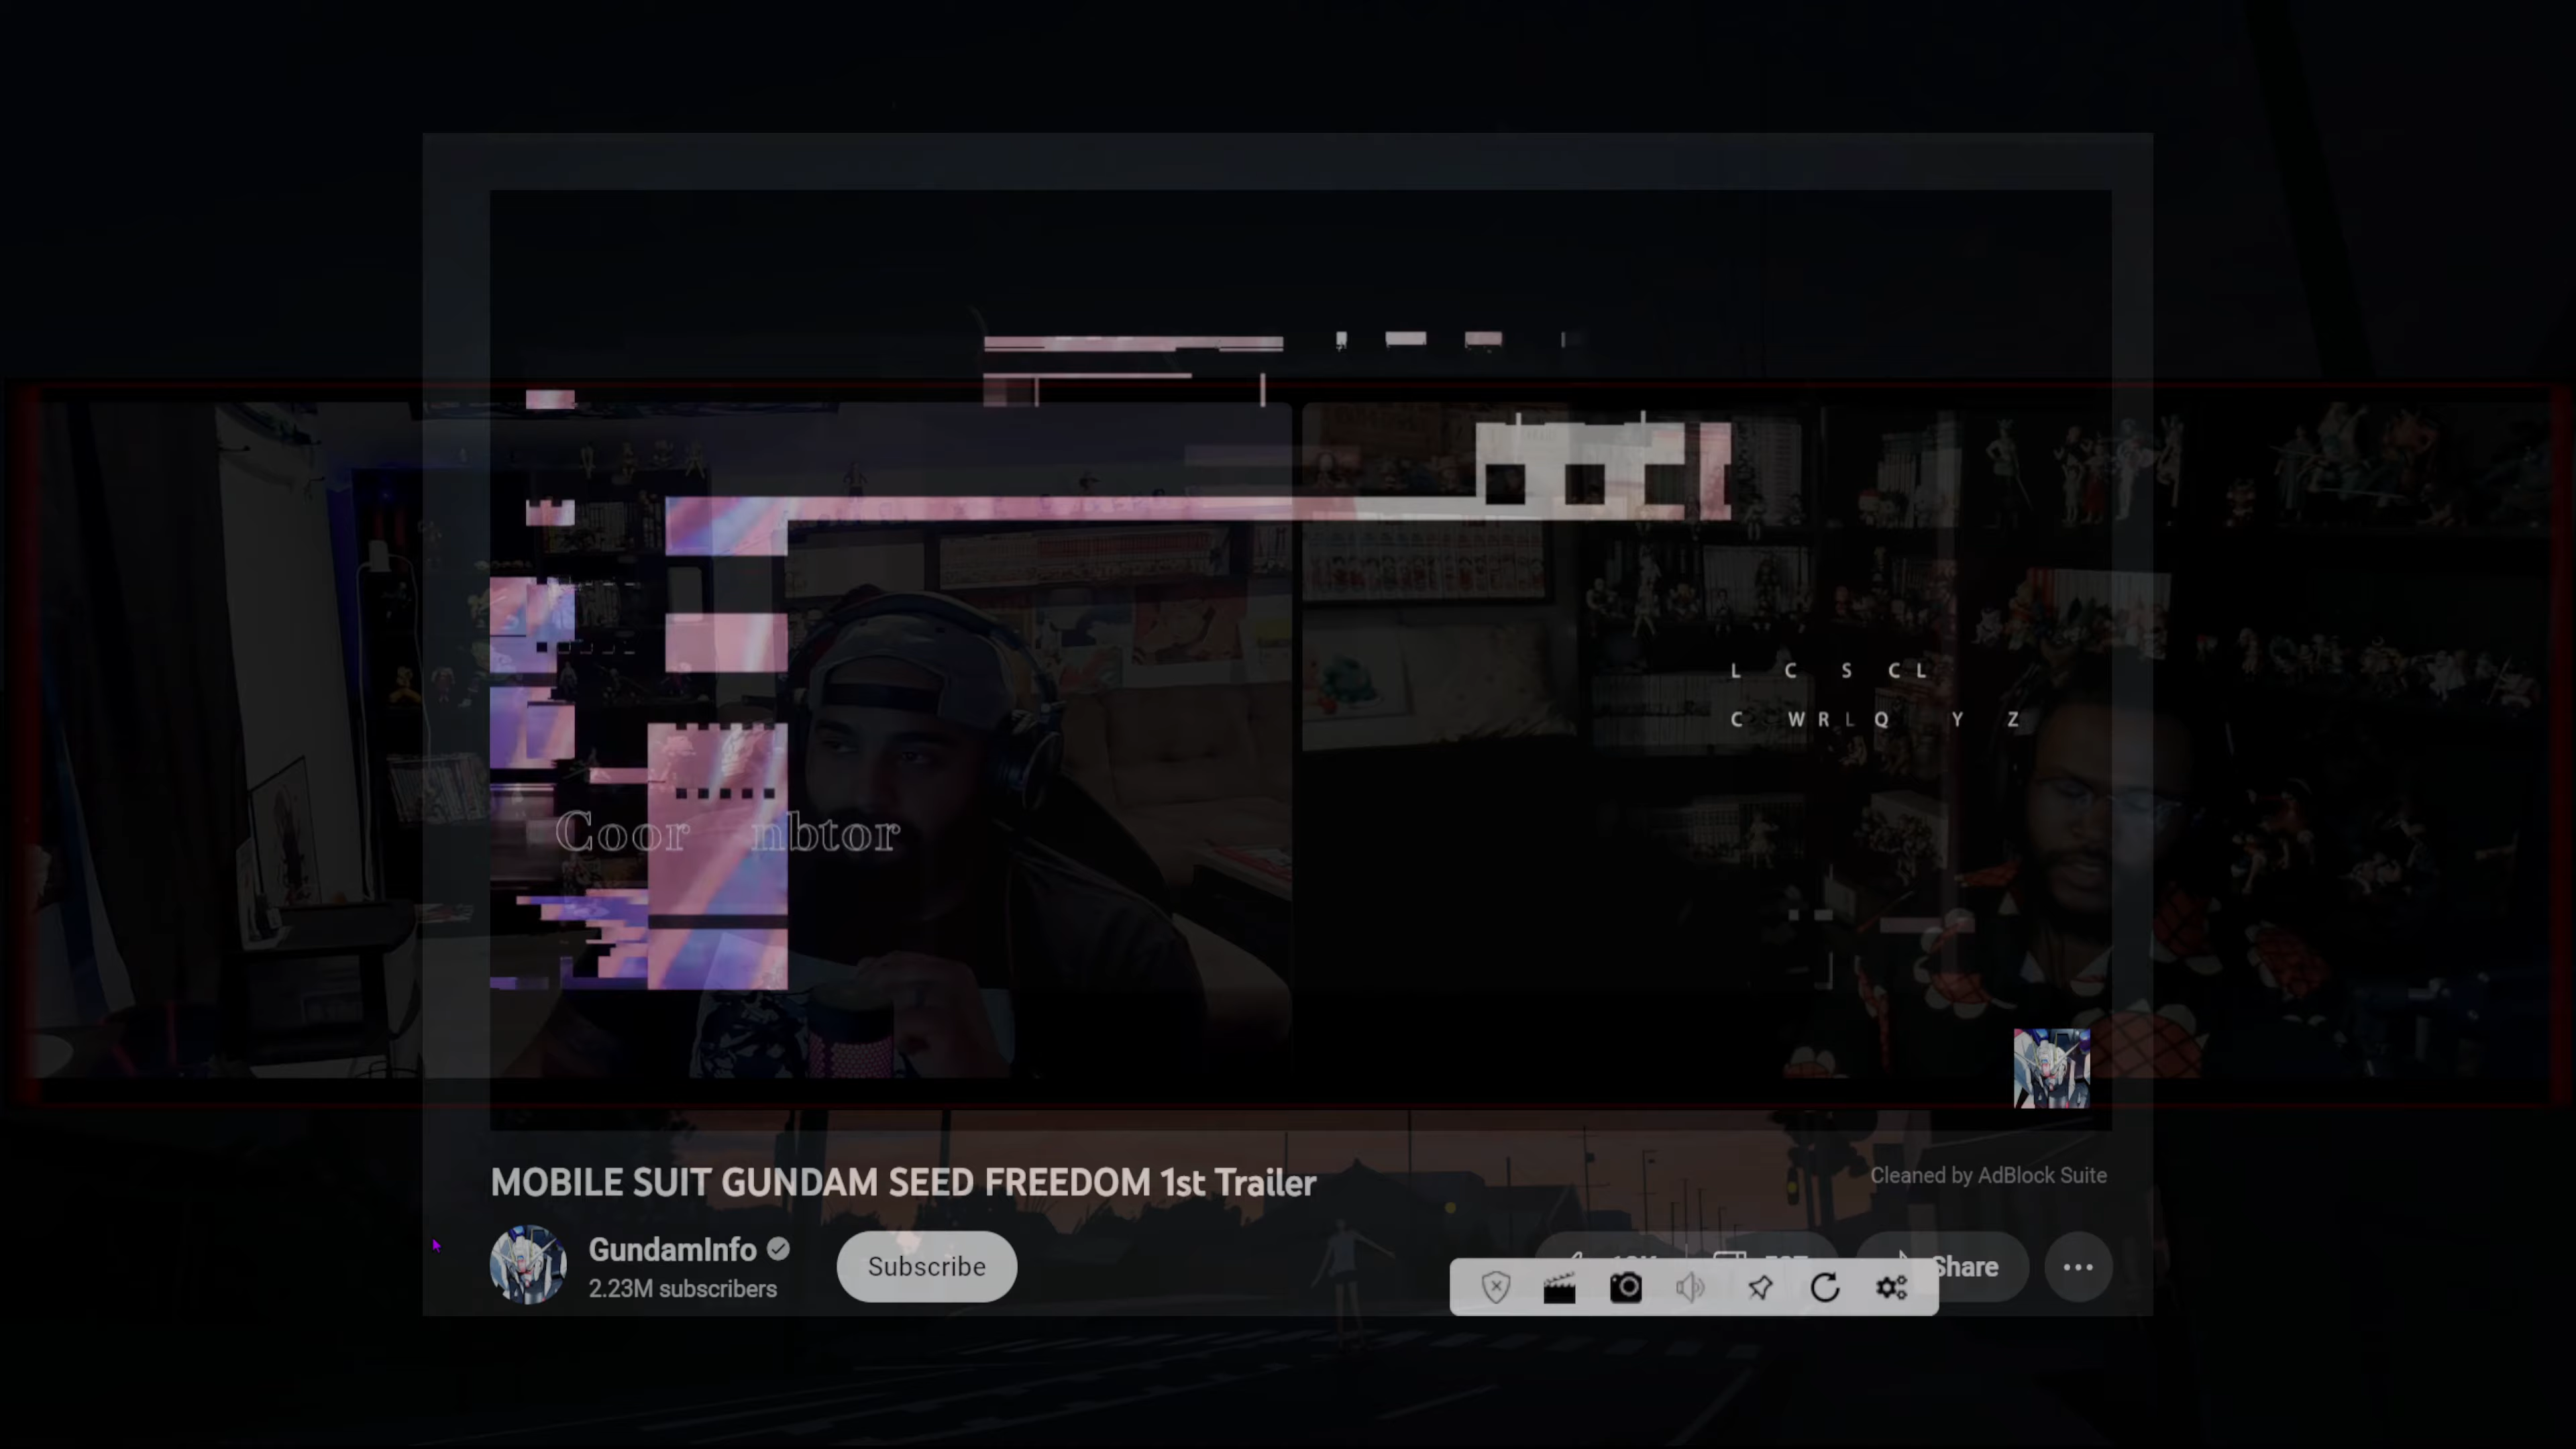 L C S C L
C W R L Q Y Z
Coor nbtor
MOBILE SUIT GUNDAM SEED FREEDOM 1st Trailer
Cleaned by AdBlock Suite
GundamInfo
2.23M subscribers
Subscribe
Share